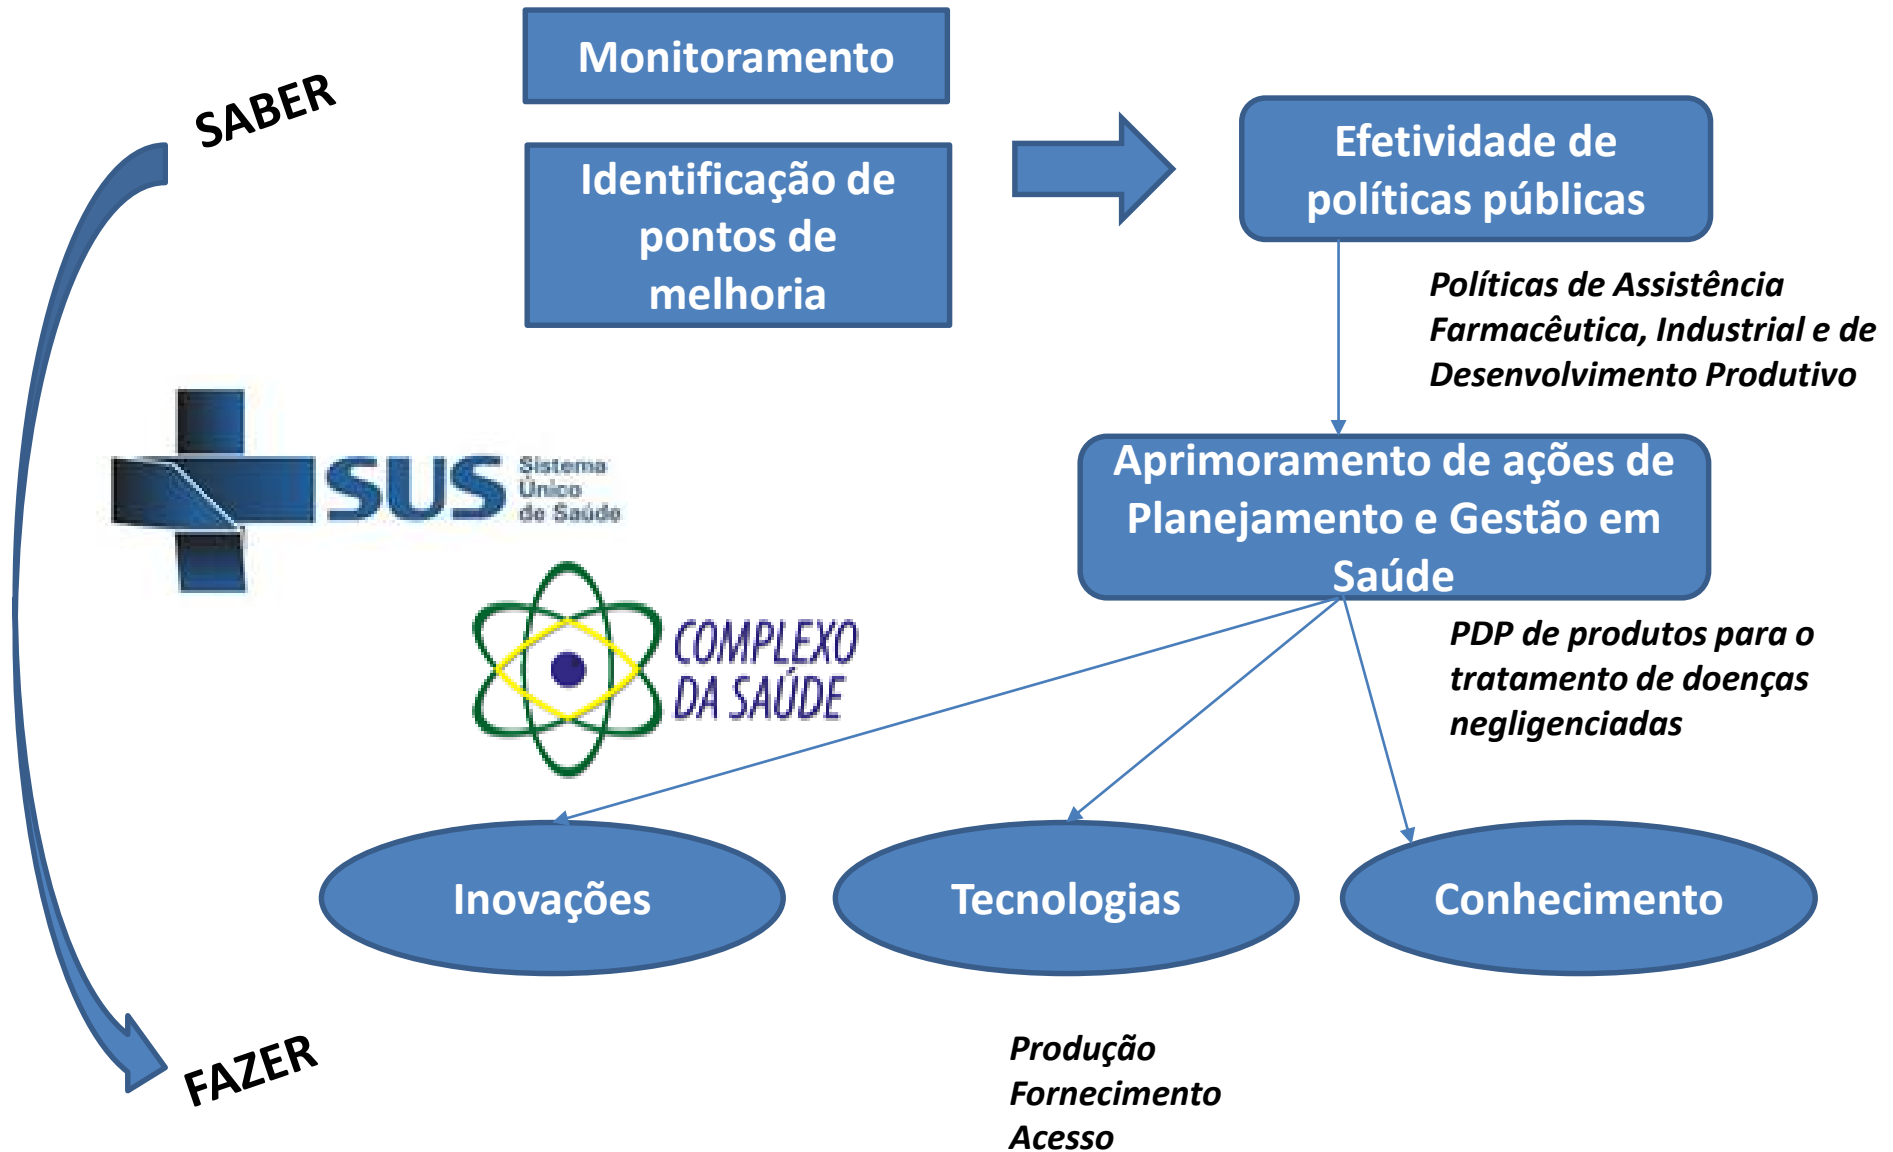 SABER
Monitoramento
Identificação de
pontos de
melhoria
Efetividade de
políticas públicas
Políticas de Assistência
Farmacêutica, Industrial e de
Desenvolvimento Produtivo
SUS
Sistema
Único
de Saúde
Aprimoramento de ações de
Planejamento e Gestão em
Saúde
COMPLEXO
DA SAÚDE
PDP de produtos para o
tratamento de doenças
negligenciadas
Inovações
Tecnologias
Conhecimento
FAZER
Produção
Fornecimento
Acesso